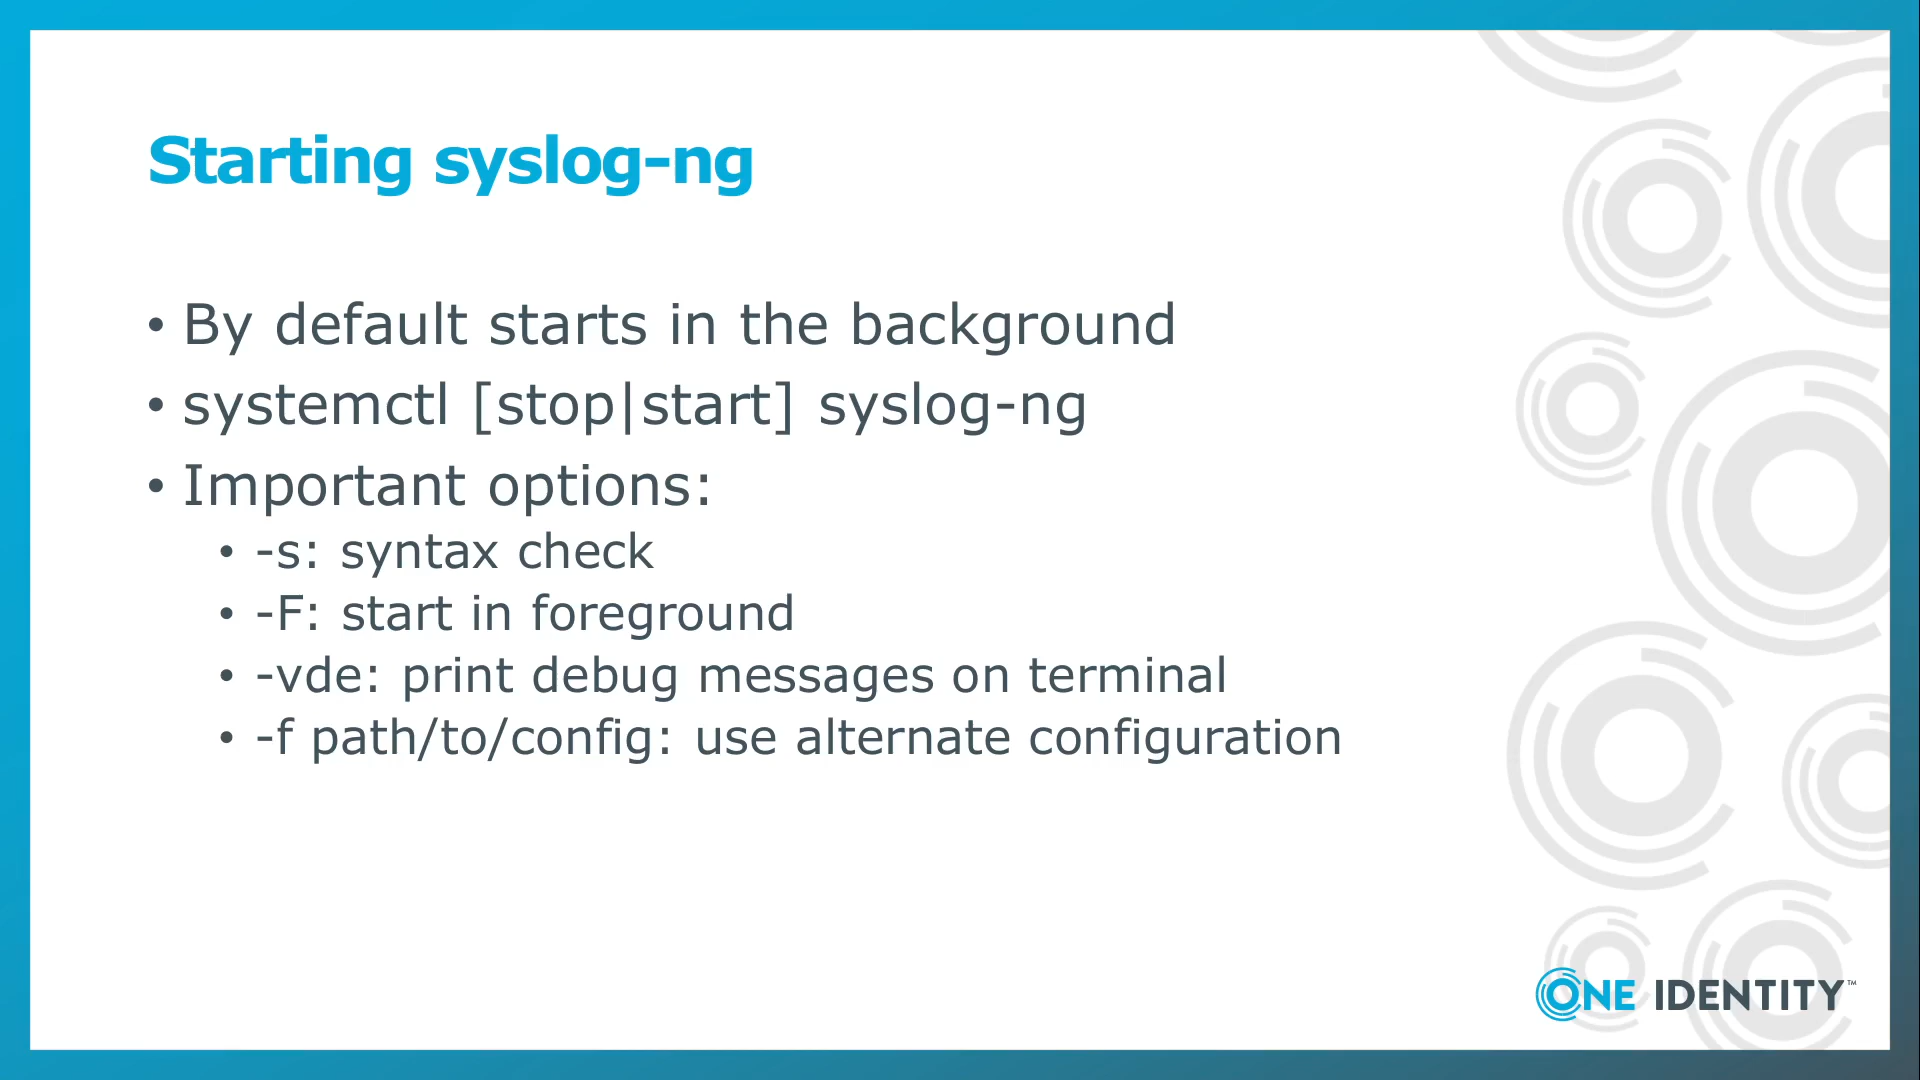 Starting syslog-ng
• By default starts in the background
• systemctl [stop|start] syslog-ng
• Important options:
• -s: syntax check
• -F: start in foreground
• -vde: print debug messages on terminal
• -f path/to/config: use alternate configuration
ONE IDENTITY™